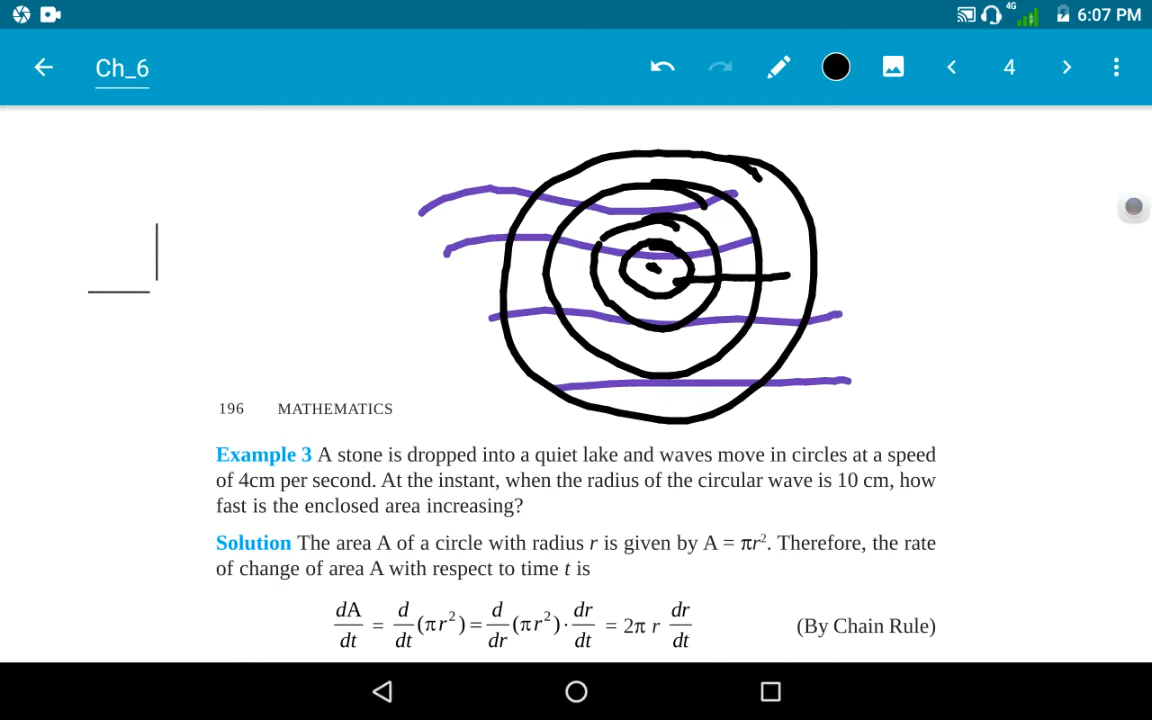 4G 6:07 PM
Ch_6 4
196 MATHEMATICS
Example 3 A stone is dropped into a quiet lake and waves move in circles at a speed
of 4cm per second. At the instant, when the radius of the circular wave is 10 cm, how
fast is the enclosed area increasing?
Solution The area A of a circle with radius r is given by A = πr². Therefore, the rate
of change of area A with respect to time t is
dA/dt = d/dt (πr²) = d/dr (πr²) · dr/dt = 2π r dr/dt (By Chain Rule)